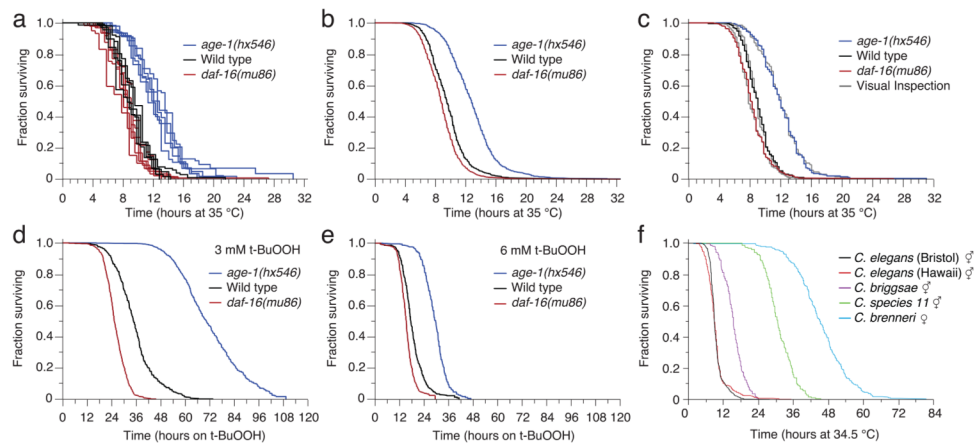 a
b
c
1.0
0.8
0.6
0.4
0.2
0
0 4 8 12 16 20 24 28 32
Fraction surviving
Time (hours at 35 °C)
age-1(hx546)
Wild type
daf-16(mu86)
1.0
0.8
0.6
0.4
0.2
0
0 4 8 12 16 20 24 28 32
Fraction surviving
Time (hours at 35 °C)
age-1(hx546)
Wild type
daf-16(mu86)
1.0
0.8
0.6
0.4
0.2
0
0 4 8 12 16 20 24 28 32
Fraction surviving
Time (hours at 35 °C)
age-1(hx546)
Wild type
daf-16(mu86)
Visual Inspection
d
e
f
1.0
0.8
0.6
0.4
0.2
0
0 12 24 36 48 60 72 84 96 108 120
Fraction surviving
Time (hours on t-BuOOH)
3 mM t-BuOOH
age-1(hx546)
Wild type
daf-16(mu86)
1.0
0.8
0.6
0.4
0.2
0
0 12 24 36 48 60 72 84 96 108 120
Fraction surviving
Time (hours on t-BuOOH)
6 mM t-BuOOH
age-1(hx546)
Wild type
daf-16(mu86)
1.0
0.8
0.6
0.4
0.2
0
0 12 24 36 48 60 72 84
Fraction surviving
Time (hours at 34.5 °C)
C. elegans (Bristol) ⚥
C. elegans (Hawaii) ⚥
C. briggsae ⚥
C. species 11 ⚥
C. brenneri ♀